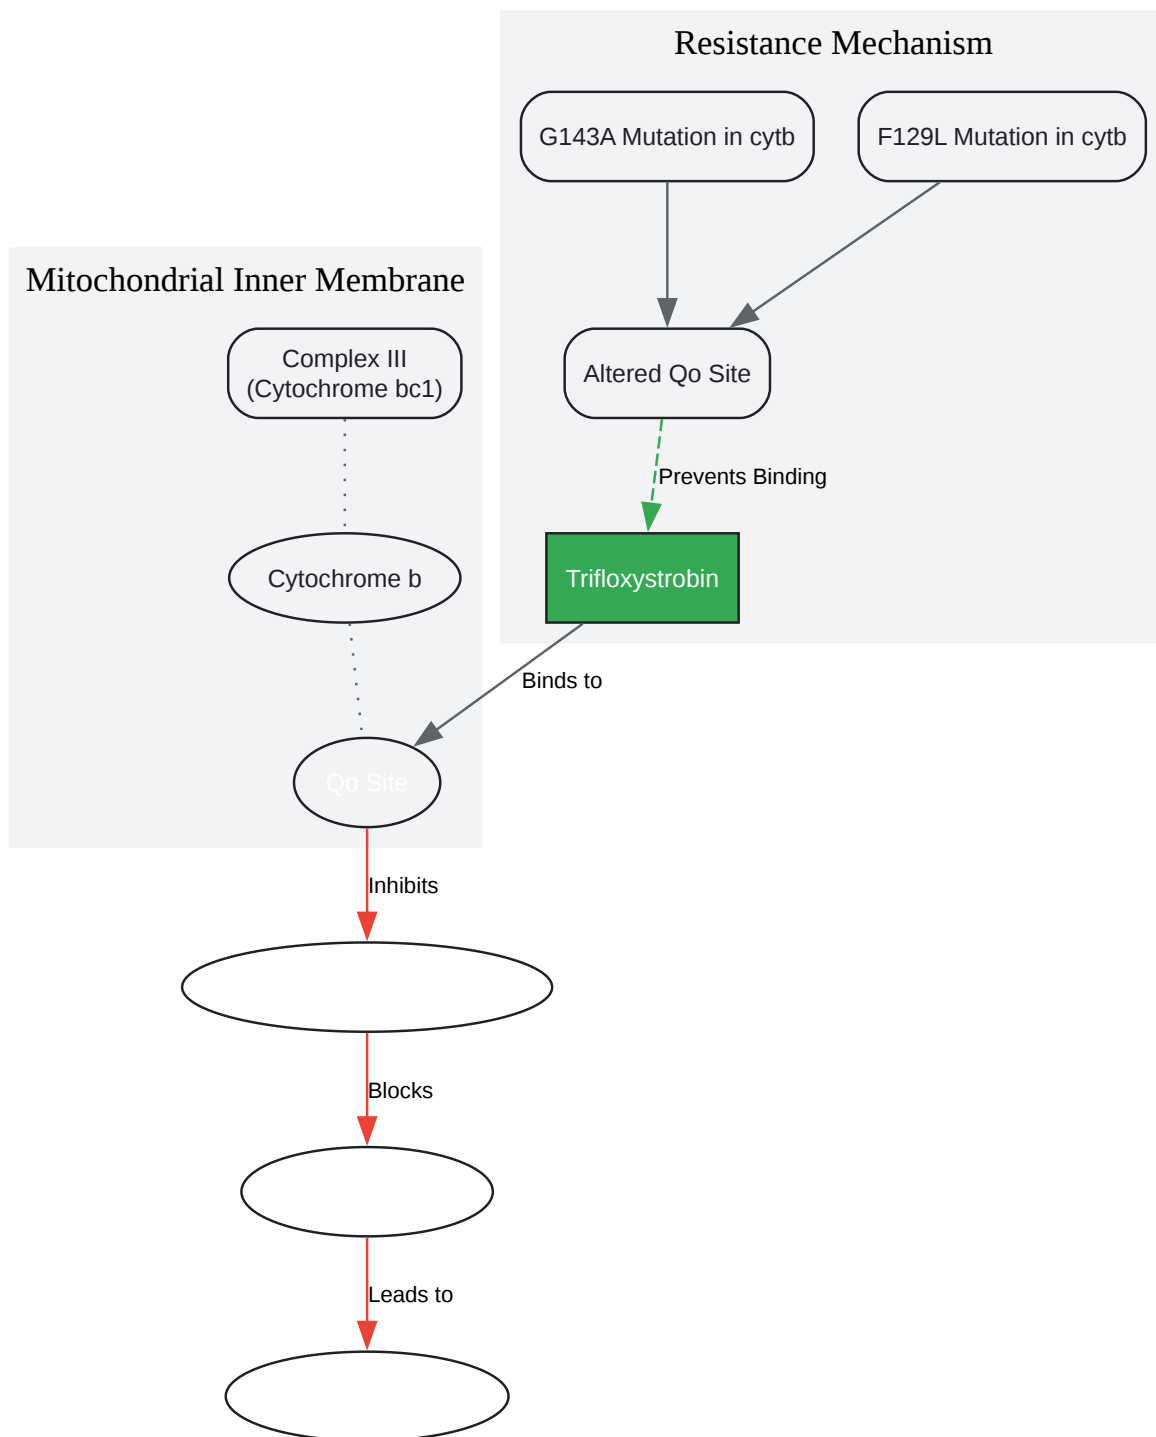 Resistance Mechanism
G143A Mutation in cytb
F129L Mutation in cytb
Mitochondrial Inner Membrane
Complex III
(Cytochrome bc1)
Altered Qo Site
Prevents Binding
Cytochrome b
Trifloxystrobin
Binds to
Qo Site
Inhibits
Blocks
Leads to